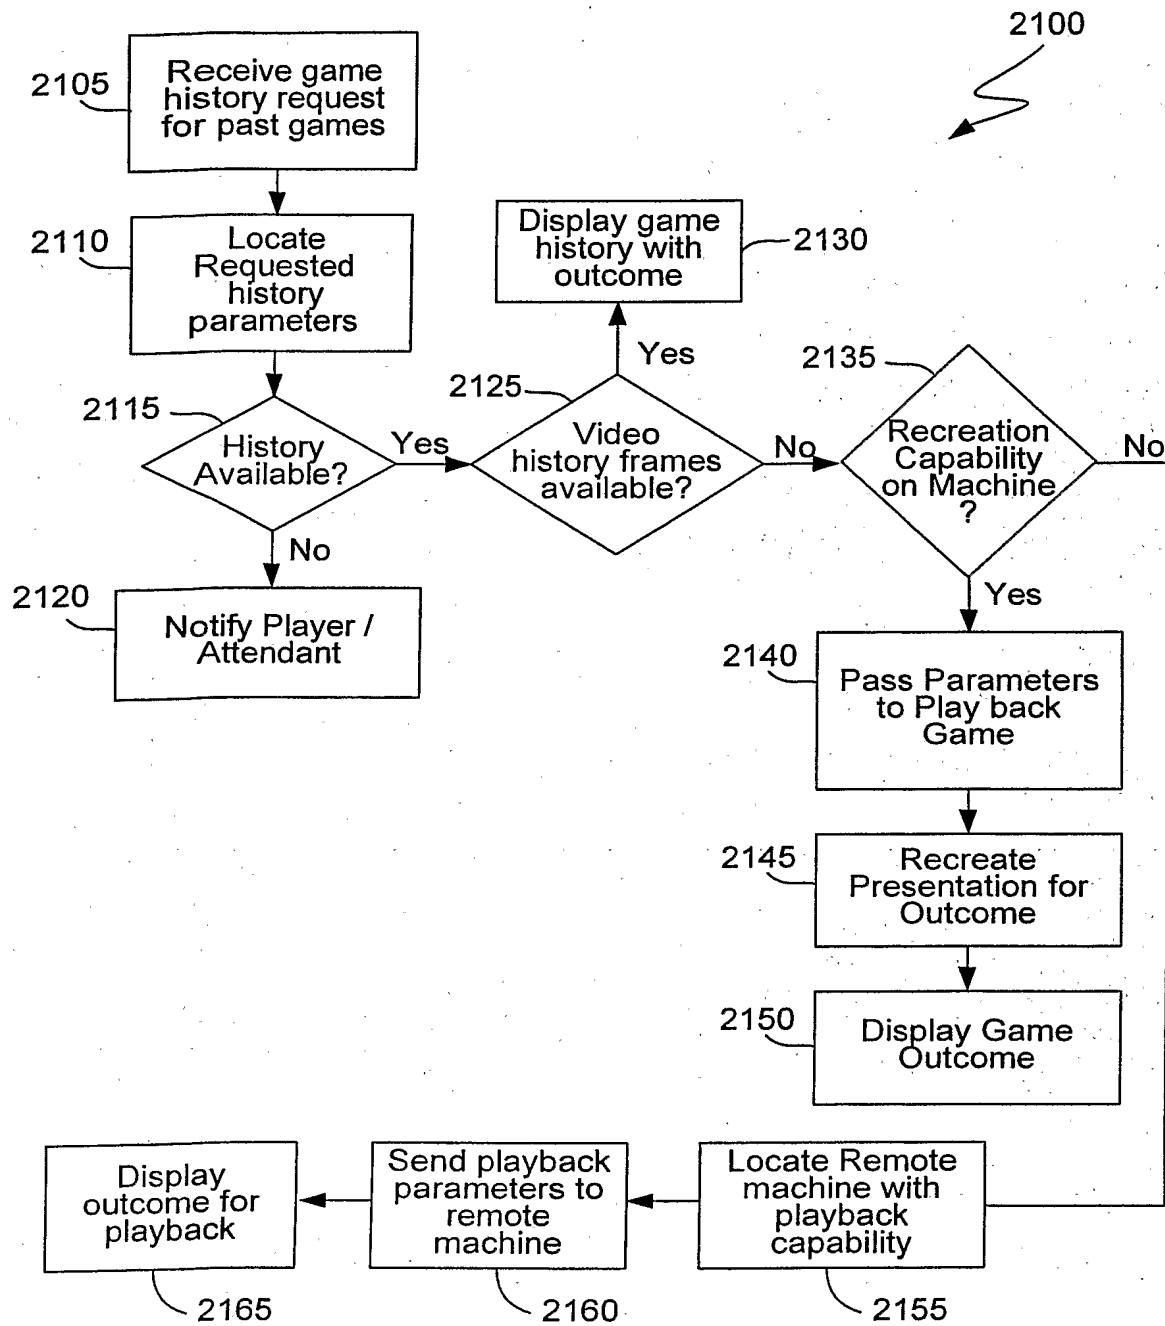 2100
2105
Receive game
history request
for past games
2110
Locate
Requested
history
parameters
Display game
history with
outcome
2130
Yes
2115
History
Available?
Yes
2125
Video
history frames
available?
No
2135
Recreation
Capability
on Machine
?
No
No
2120
Notify Player /
Attendant
Yes
2140
Pass Parameters
to Play back
Game
2145
Recreate
Presentation for
Outcome
2150
Display Game
Outcome
Display
outcome for
playback
2165
Send playback
parameters to
remote
machine
2160
Locate Remote
machine with
playback
capability
2155